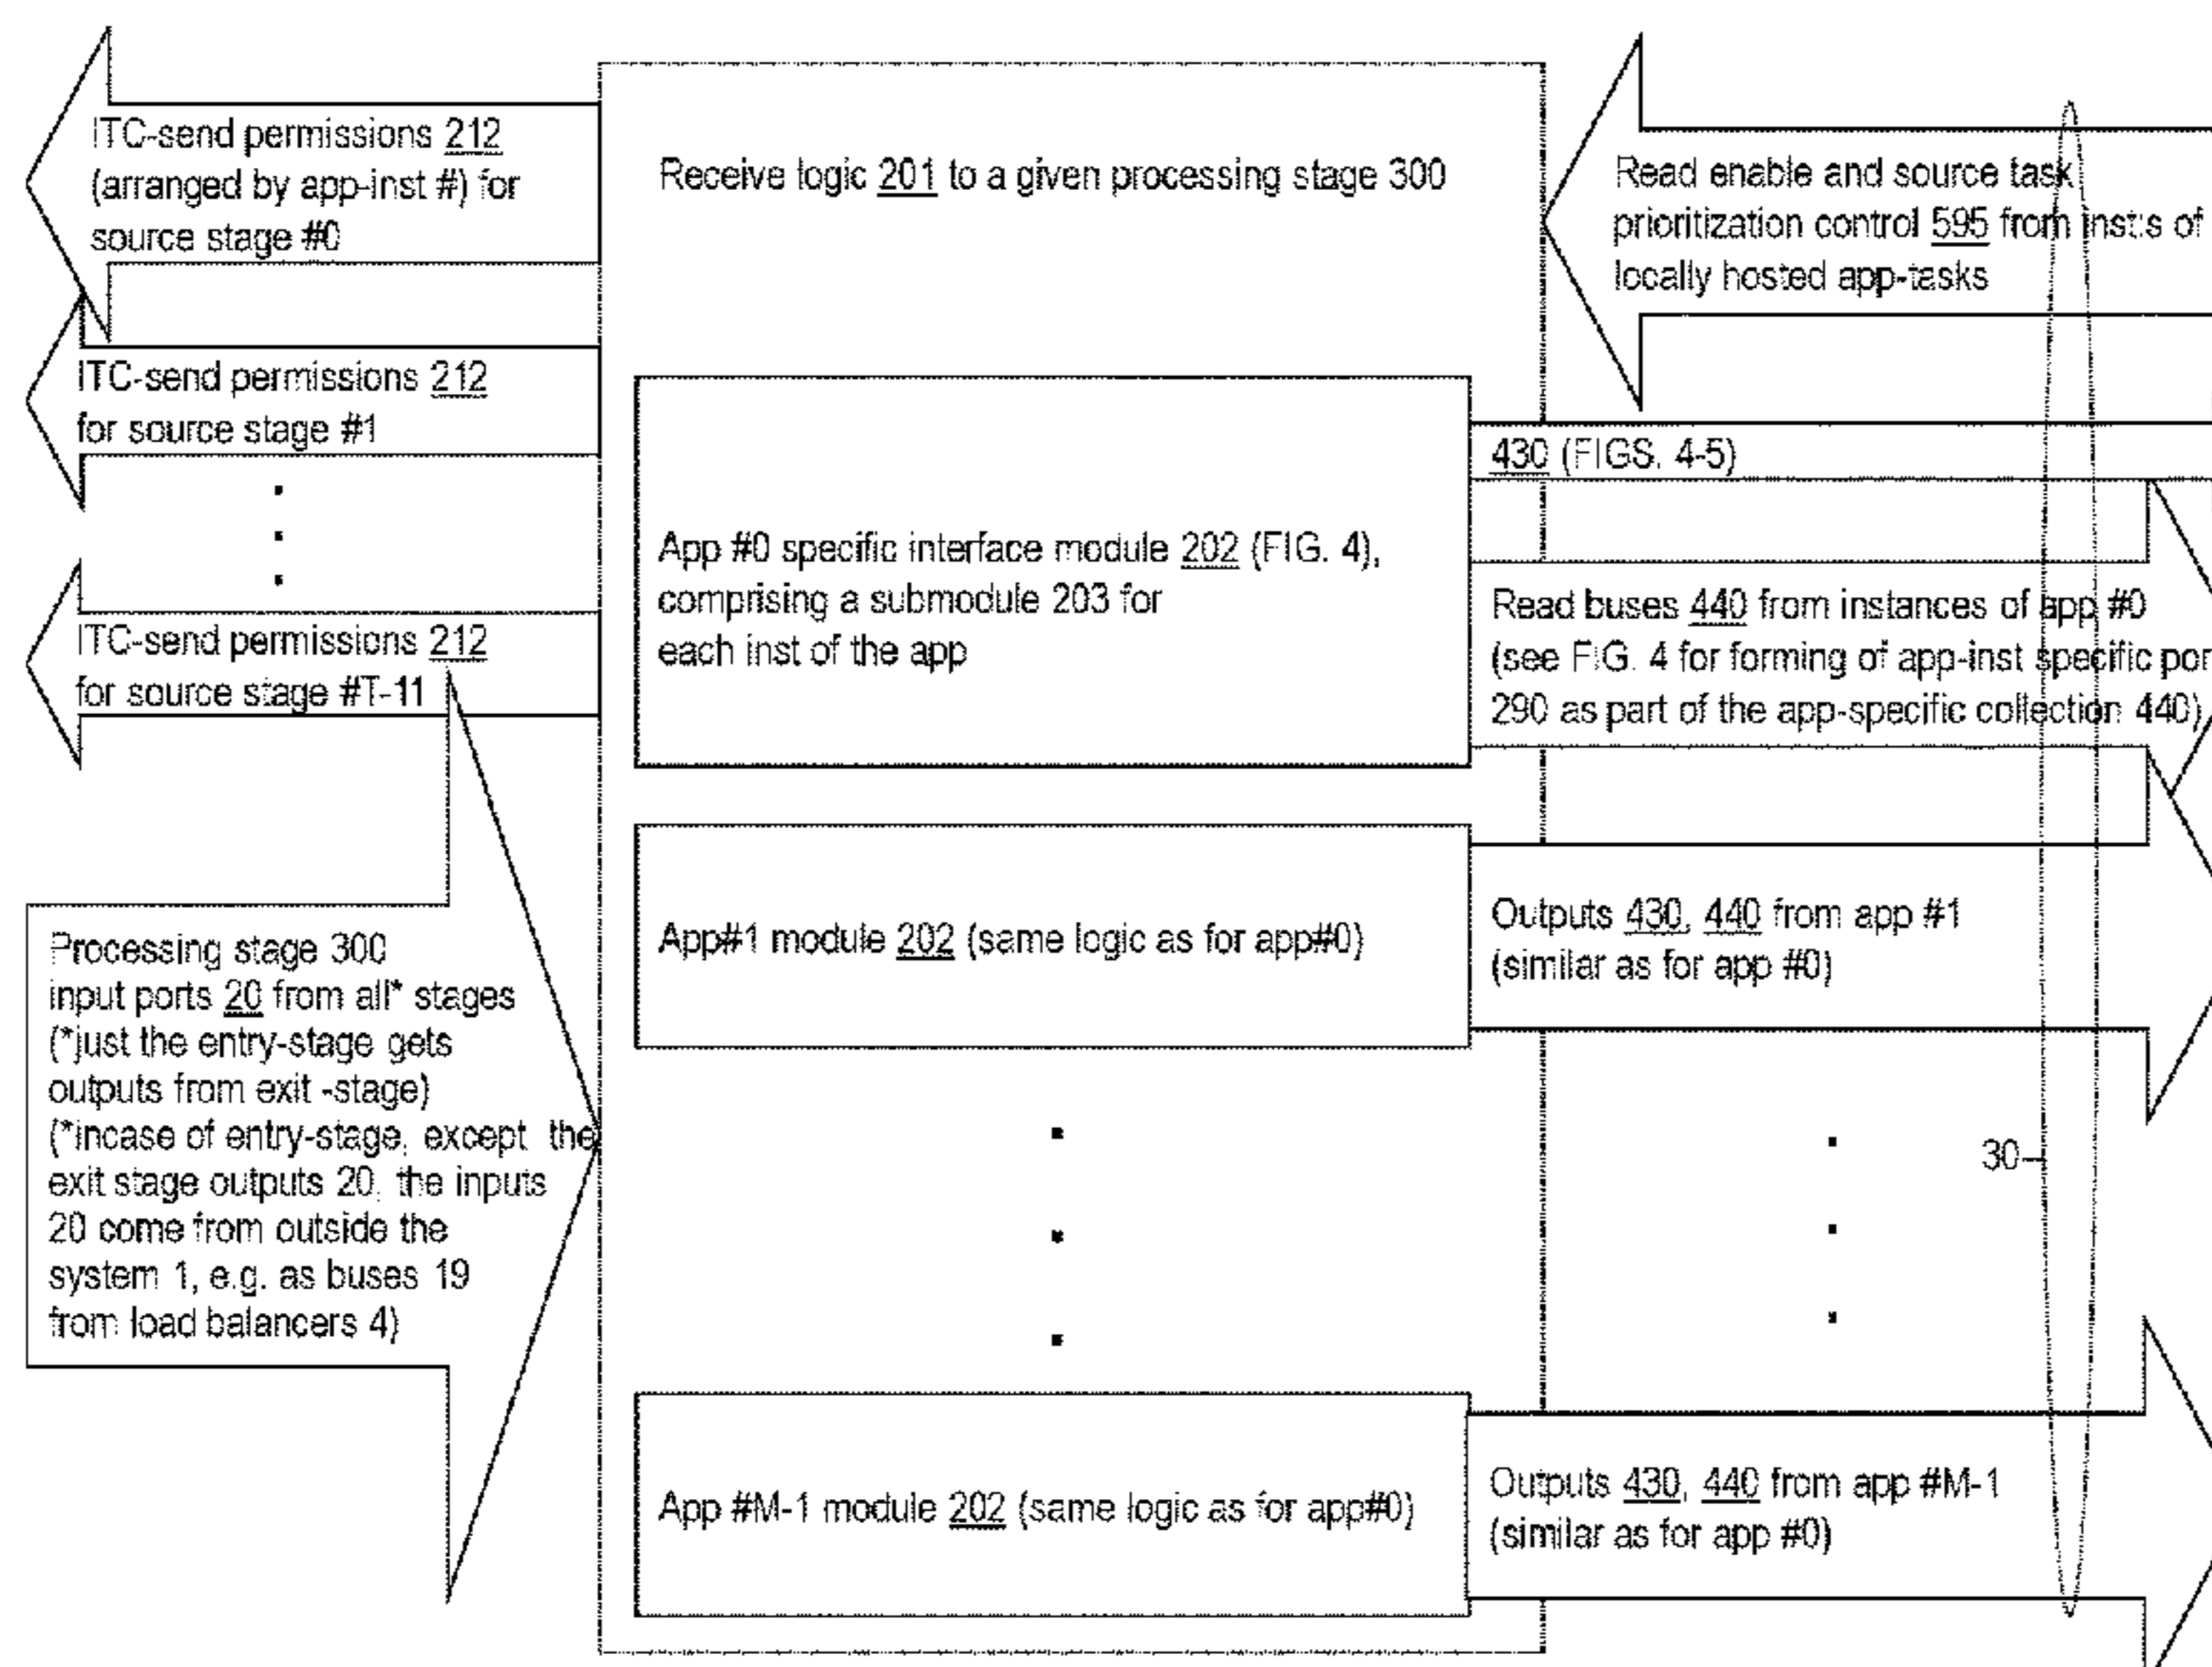 ITC-send permissions 212
(arranged by app-inst #) for
source stage #0
ITC-send permissions 212
for source stage #1
ITC-send permissions 212
for source stage #T-11
Processing stage 300
input ports 20 from all* stages
(*just the entry-stage gets
outputs from exit -stage)
(*incase of entry-stage, except the
exit stage outputs 20, the inputs
20 come from outside the
system 1, e.g. as buses 19
from load balancers 4)
Receive logic 201 to a given processing stage 300
App #0 specific interface module 202 (FIG. 4),
comprising a submodule 203 for
each inst of the app
App#1 module 202 (same logic as for app#0)
App #M-1 module 202 (same logic as for app#0)
Read enable and source task
prioritization control 595 from inst:s of
locally hosted app-tasks
430 (FIGS. 4-5)
Read buses 440 from instances of app #0
(see FIG. 4 for forming of app-inst specific por
290 as part of the app-specific collection 440)
Outputs 430, 440 from app #1
(similar as for app #0)
30
Outputs 430, 440 from app #M-1
(similar as for app #0)